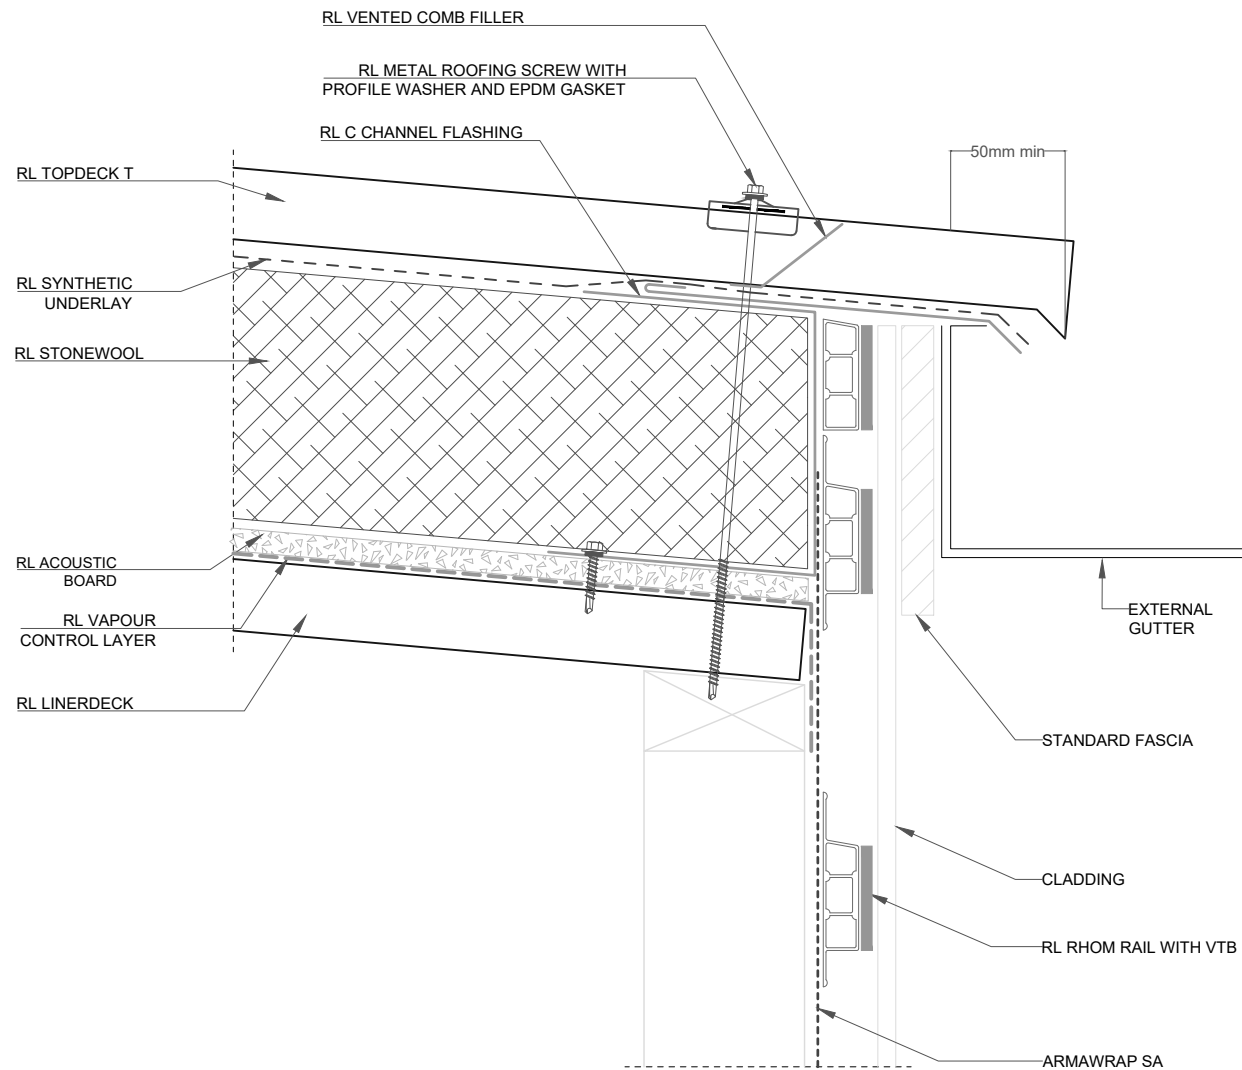 RL VENTED COMB FILLER
RL METAL ROOFING SCREW WITH
PROFILE WASHER AND EPDM GASKET
RL C CHANNEL FLASHING
50mm min
RL TOPDECK T
RL SYNTHETIC
UNDERLAY
RL STONEWOOL
RL ACOUSTIC
BOARD
RL VAPOUR
CONTROL LAYER
RL LINERDECK
EXTERNAL
GUTTER
STANDARD FASCIA
CLADDING
RL RHOM RAIL WITH VTB
ARMAWRAP SA